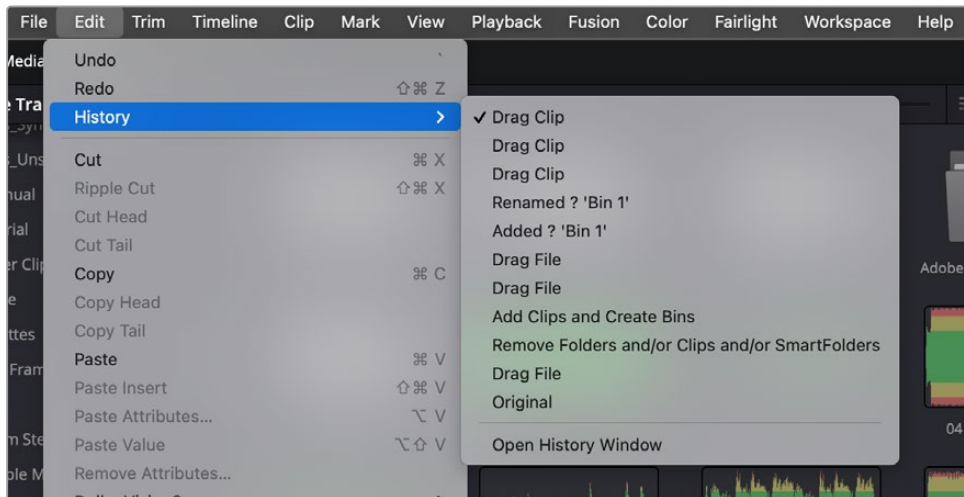 File Edit Trim Timeline Clip Mark View Playback Fusion Color Fairlight Workspace Help
Media
Undo `
Redo ⇧⌘ Z
e Tra
History >
✓ Drag Clip
Drag Clip
Drag Clip
Renamed ? 'Bin 1'
Added ? 'Bin 1'
Drag File
Drag File
Add Clips and Create Bins
Remove Folders and/or Clips and/or SmartFolders
Drag File
Original
Open History Window
Cut ⌘ X
Ripple Cut ⇧⌘ X
Cut Head
Cut Tail
Copy ⌘ C
Copy Head
Copy Tail
Paste ⌘ V
Paste Insert ⇧⌘ V
Paste Attributes... ⌥ V
Paste Value ⌥⇧ V
Remove Attributes...
Adobe
04